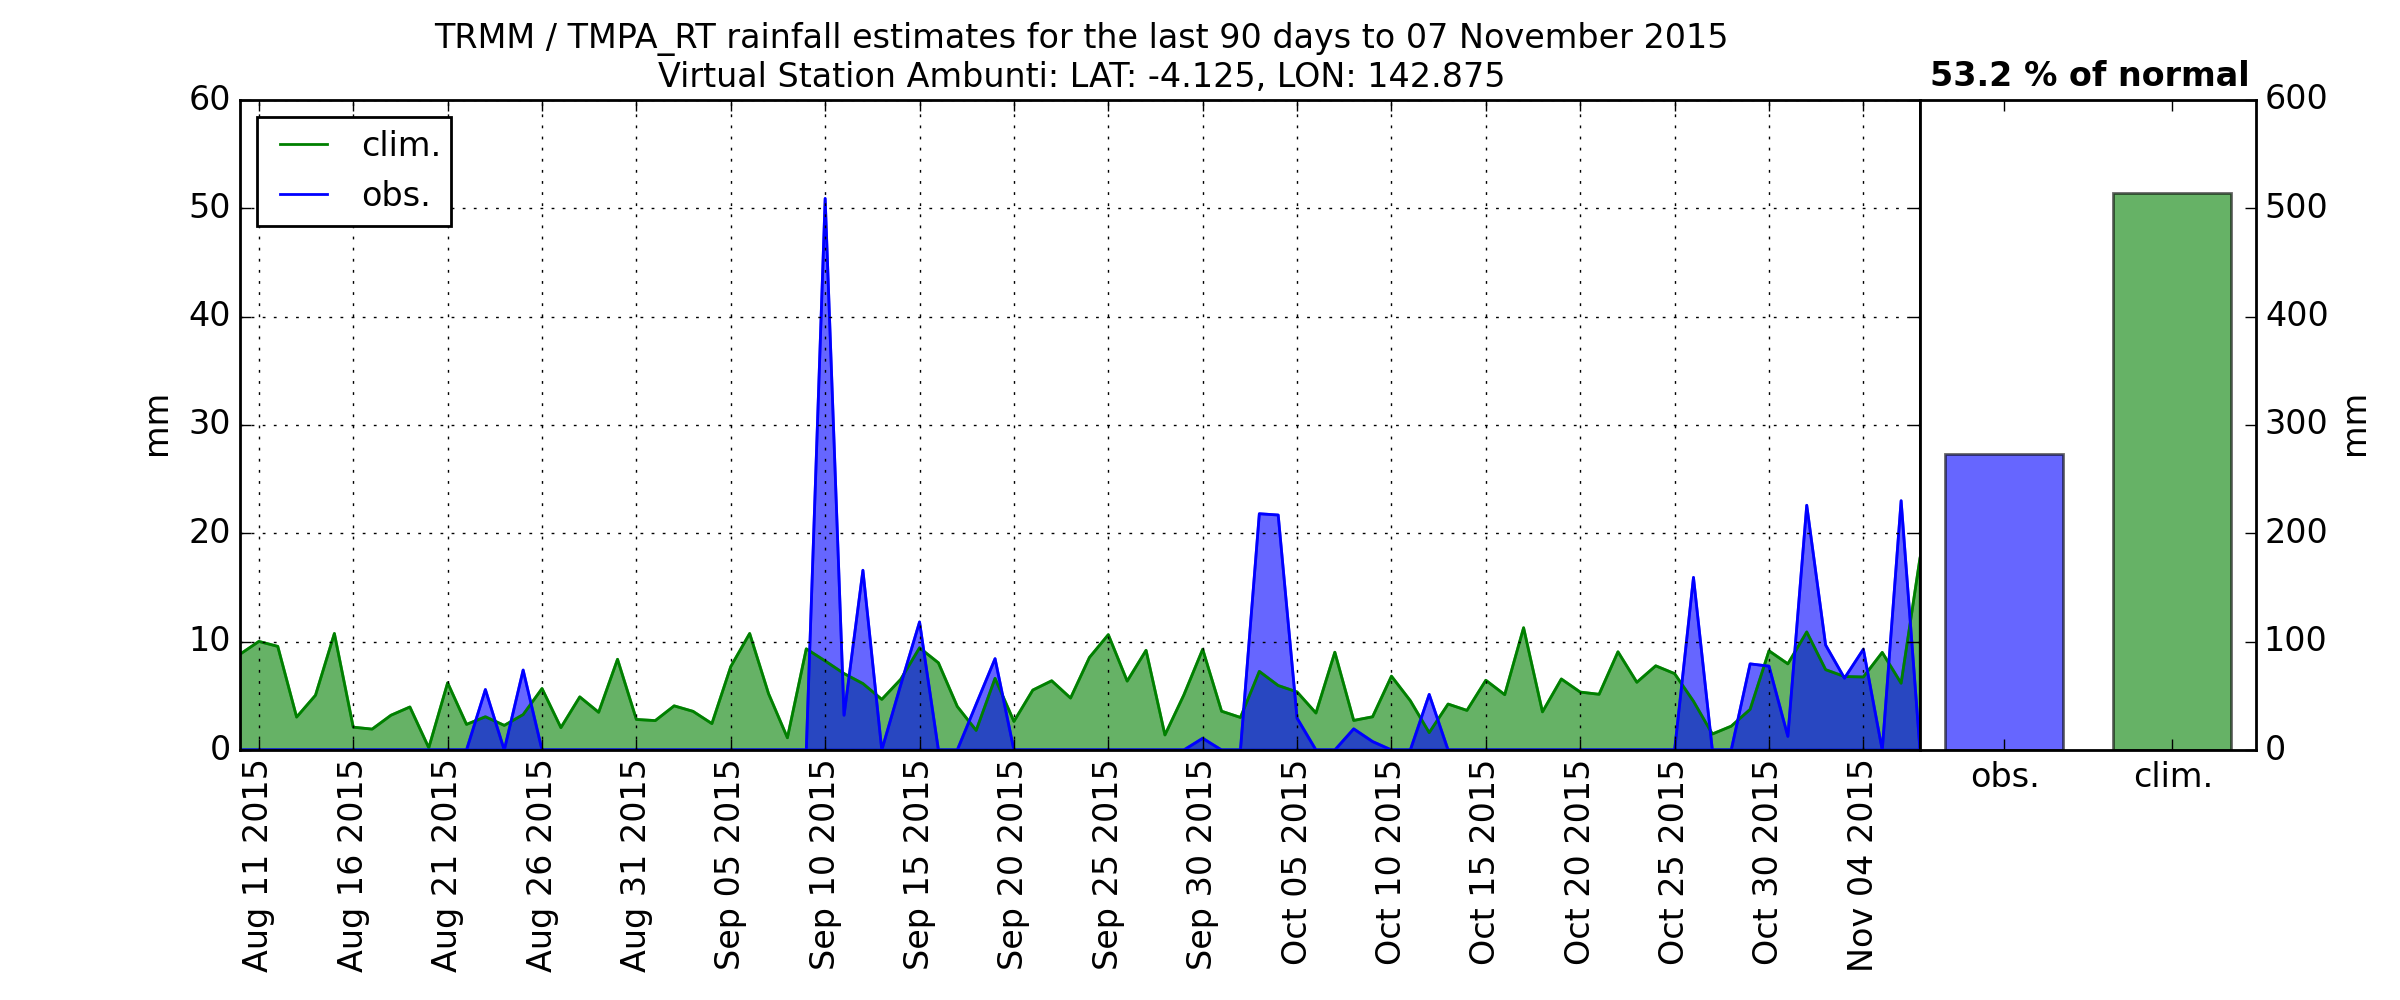 TRMM / TMPA_RT rainfall estimates for the last 90 days to 07 November 2015
Virtual Station Ambunti: LAT: -4.125, LON: 142.875
53.2 % of normal
clim.
obs.
60
50
40
30
20
10
0
mm
Aug 11 2015
Aug 16 2015
Aug 21 2015
Aug 26 2015
Aug 31 2015
Sep 05 2015
Sep 10 2015
Sep 15 2015
Sep 20 2015
Sep 25 2015
Sep 30 2015
Oct 05 2015
Oct 10 2015
Oct 15 2015
Oct 20 2015
Oct 25 2015
Oct 30 2015
Nov 04 2015
obs.
clim.
600
500
400
300
200
100
0
mm